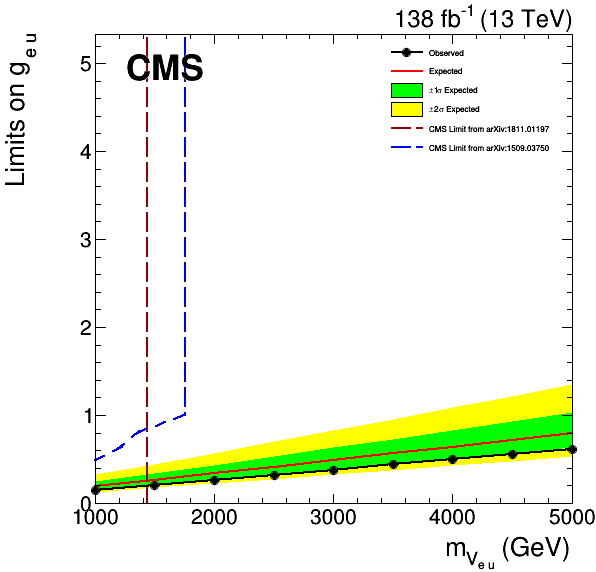 138 fb⁻¹ (13 TeV)
Limits on g e u
CMS
Observed
Expected
±1σ Expected
±2σ Expected
CMS Limit from arXiv:1811.01197
CMS Limit from arXiv:1509.03750
5
4
3
2
1
0
1000 2000 3000 4000 5000
m V e u (GeV)